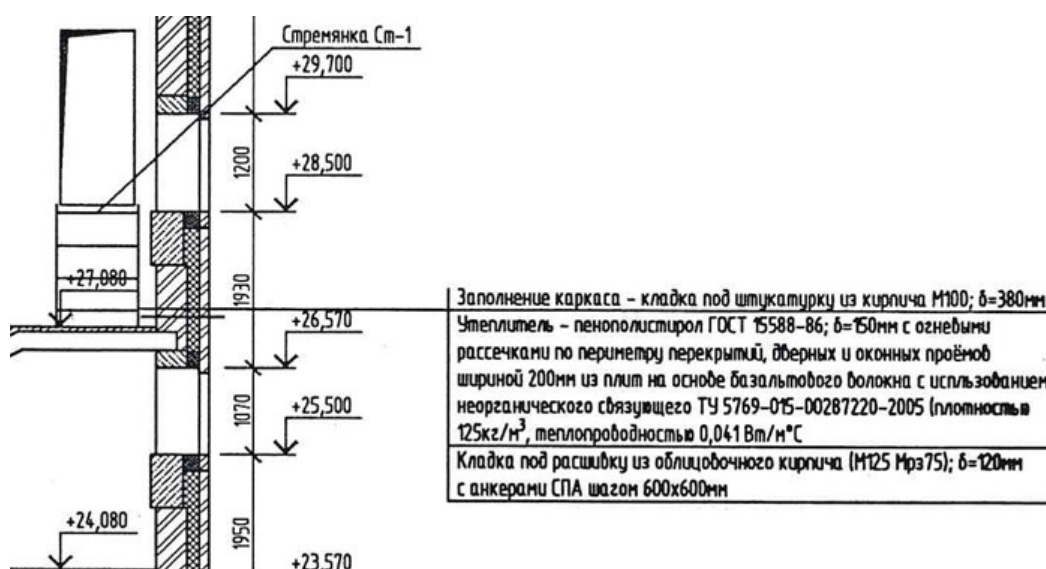 Стремянка Ст-1
+29,700
1200
+28,500
+27,080
1930
+26,570
1070
+25,500
+24,080
1950
+23,570
Заполнение каркаса - кладка под штукатурку из кирпича М100; δ=380мм
Утеплитель - пенополистирол ГОСТ 15588-86; δ=150мм с огневыми
рассечками по периметру перекрытий, дверных и оконных проёмов
шириной 200мм из плит на основе базальтового волокна с использованием
неорганического связующего ТУ 5769-015-00287220-2005 (плотностью
125кг/м³, теплопроводностью 0,041 Вт/м°С
Кладка под расшивку из облицовочного кирпича (М125 Мрз75); δ=120мм
с анкерами СПА шагом 600х600мм